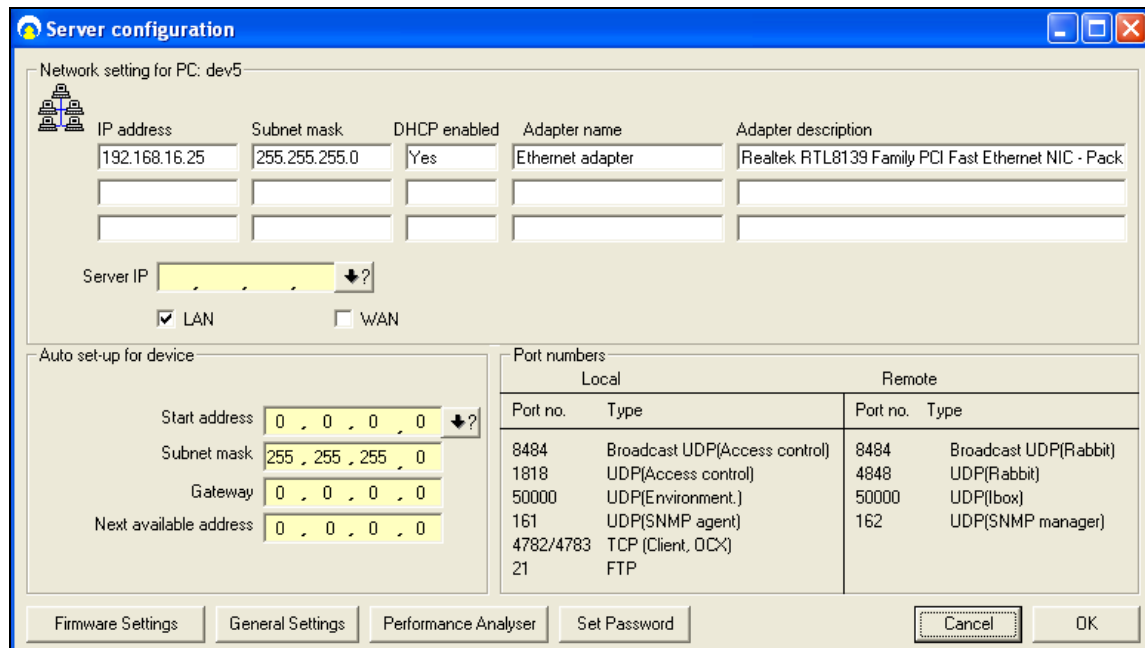 Server configuration
Network setting for PC: dev5
IP address Subnet mask DHCP enabled Adapter name Adapter description
192.168.16.25 255.255.255.0 Yes Ethernet adapter Realtek RTL8139 Family PCI Fast Ethernet NIC - Pack
Server IP . . . ?
LAN WAN
Auto set-up for device
Start address 0 . 0 . 0 . 0 ?
Subnet mask 255 . 255 . 255 . 0
Gateway 0 . 0 . 0 . 0
Next available address 0 . 0 . 0 . 0
Port numbers
Local Remote
Port no. Type Port no. Type
8484 Broadcast UDP(Access control) 8484 Broadcast UDP(Rabbit)
1818 UDP(Access control) 4848 UDP(Rabbit)
50000 UDP(Environment.) 50000 UDP(Ibox)
161 UDP(SNMP agent) 162 UDP(SNMP manager)
4782/4783 TCP (Client, OCX)
21 FTP
Firmware Settings General Settings Performance Analyser Set Password Cancel OK